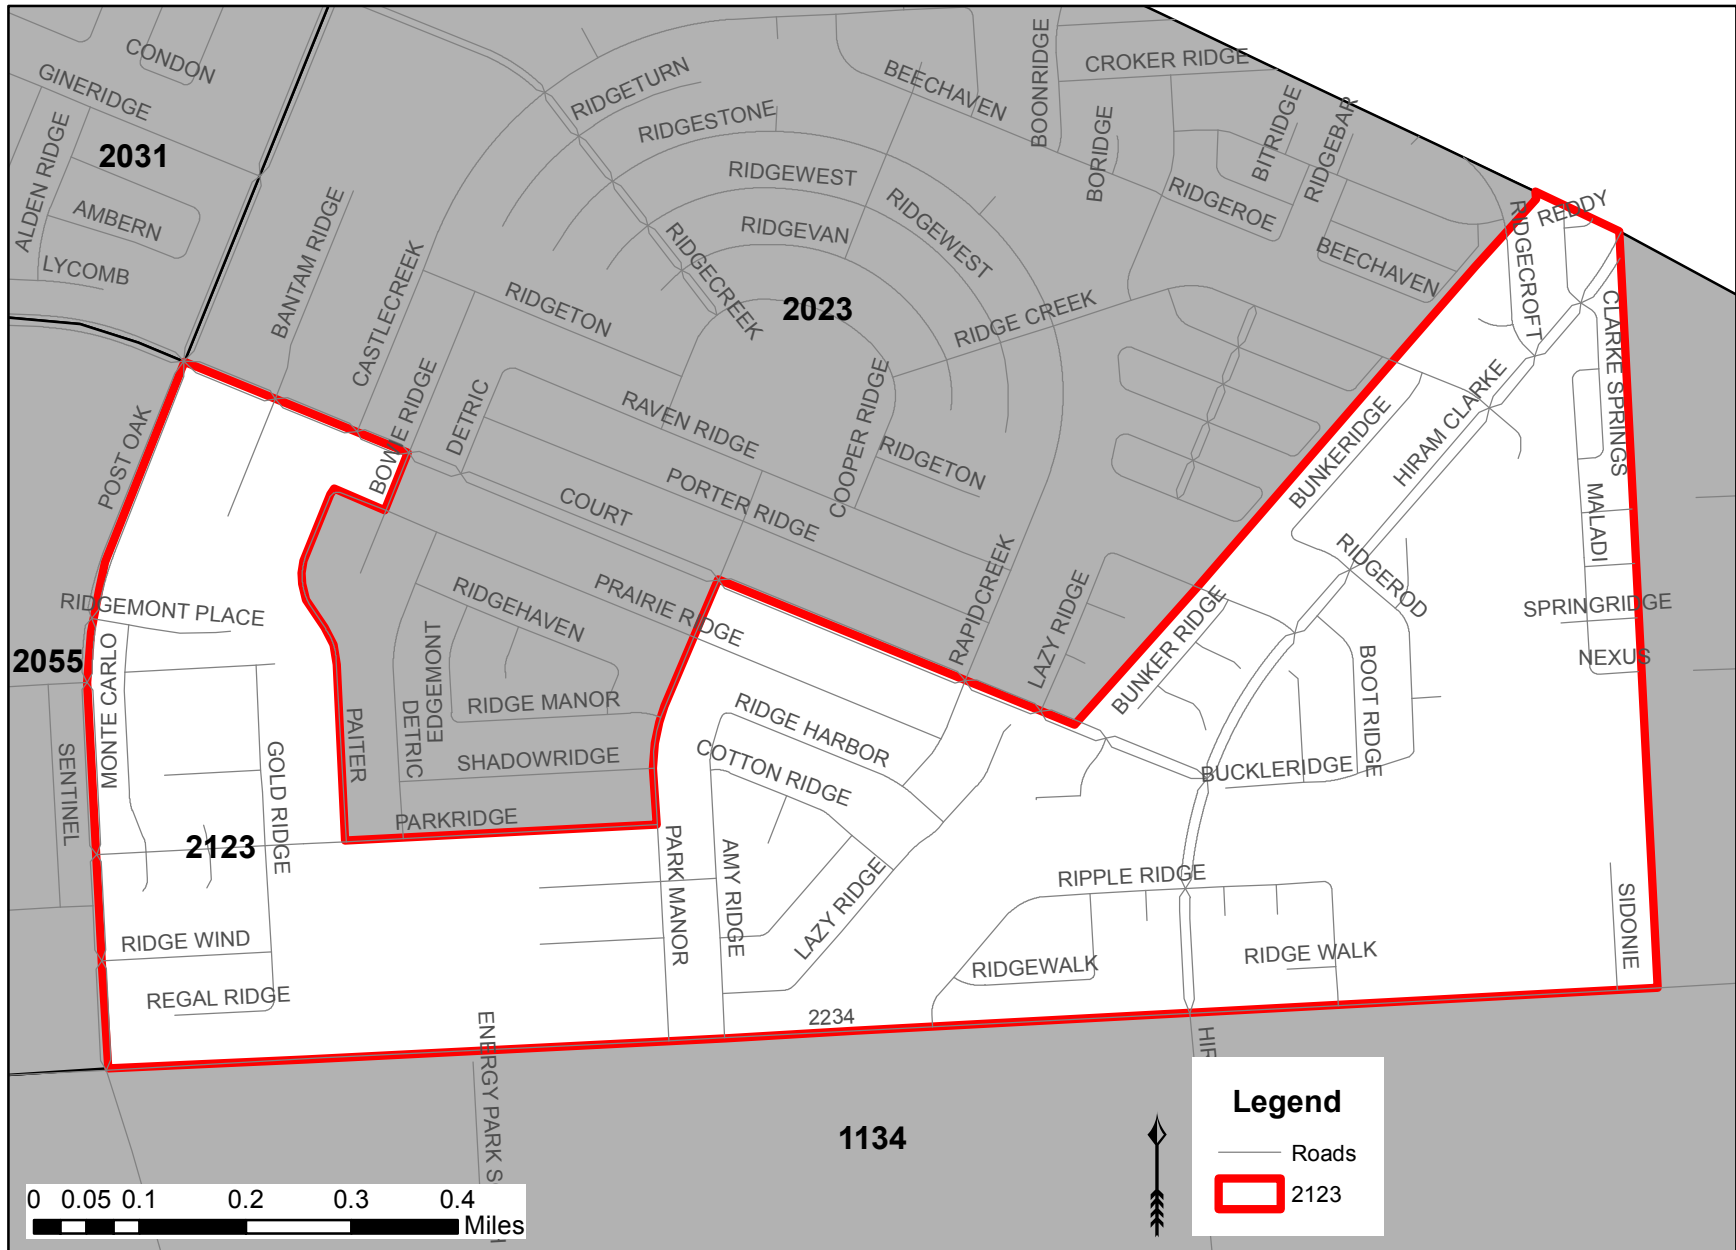 CONDON
GINERIDGE
ALDEN RIDGE
2031
AMBERN
LYCOMB
BANTAM RIDGE
CASTLECREEK
RIDGETURN
RIDGESTONE
RIDGEWEST
RIDGEVAN
RIDGEWEST
RIDGECREEK
BEECHAVEN
BOONRIDGE
CROKER RIDGE
BORIDGE
BITRIDGE
RIDGEBAR
RIDGEROE
BEECHAVEN
REDDY
RIDGECROFT
CLARKE SPRINGS
RIDGETON
2023
RIDGE CREEK
POST OAK
BOWE RIDGE
DETRIC
RAVEN RIDGE
COOPER RIDGE
RIDGETON
PORTER RIDGE
COURT
BUNKERIDGE
HIRAM CLARKE
MALADI
RIDGEROD
RAPIDCREEK
LAZY RIDGE
BUNKER RIDGE
SPRINGRIDGE
NEXUS
RIDGEMONT PLACE
2055
MONTE CARLO
PRAIRIE RIDGE
RIDGEHAVEN
EDGEMONT
DETRIC
RIDGE MANOR
SHADOWRIDGE
PAITER
PARKRIDGE
SENTINEL
GOLD RIDGE
2123
RIDGE HARBOR
COTTON RIDGE
BOOT RIDGE
BUCKLERIDGE
PARK MANOR
AMY RIDGE
LAZY RIDGE
RIPPLE RIDGE
RIDGEWALK
RIDGE WALK
SIDONIE
RIDGE WIND
REGAL RIDGE
2234
ENERGY PARK S
HIR
1134
Legend
Roads
2123
0 0.05 0.1 0.2 0.3 0.4
Miles